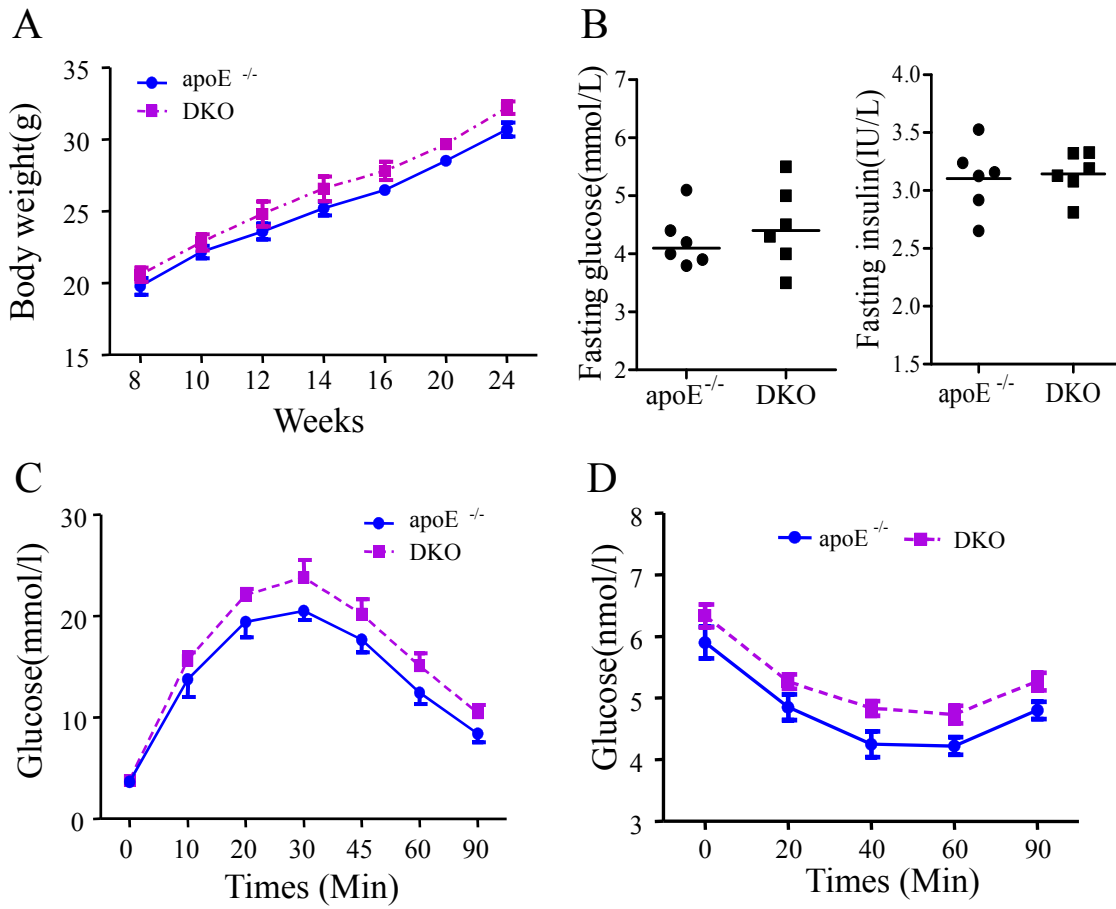 A
Body weight(g)
35
30
25
20
15
apoE -/-
DKO
8 10 12 14 16 20 24
Weeks
B
Fasting glucose(mmol/L)
7
6
5
4
3
2
apoE-/- DKO
Fasting insulin(IU/L)
4.0
3.5
3.0
2.5
1.5
apoE-/- DKO
C
Glucose(mmol/l)
30
20
10
0
apoE -/-
DKO
0 10 20 30 45 60 90
Times (Min)
D
Glucose(nmol/l)
8
7
6
5
4
3
apoE -/- DKO
0 20 40 60 90
Times (Min)